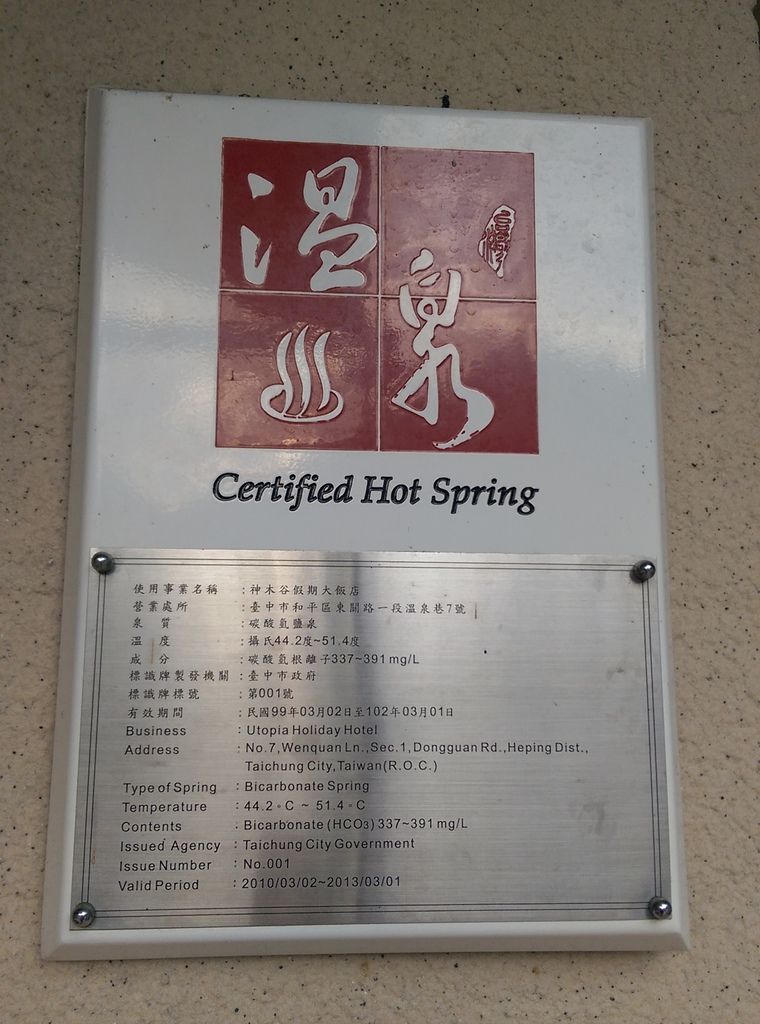 溫泉
臺灣
Certified Hot Spring
使用事業名稱 :神木谷假期大飯店
營業處所 :臺中市和平區東關路一段溫泉巷7號
泉 質 :碳酸氫鹽泉
溫 度 :攝氏44.2度~51.4度
成 分 :碳酸氫根離子337~391mg/L
標識牌製發機關 :臺中市政府
標識牌標號 :第001號
有效期間 :民國99年03月02日至102年03月01日
Business : Utopia Holiday Hotel
Address : No.7,Wenquan Ln.,Sec.1,Dongguan Rd.,Heping Dist.,
Taichung City,Taiwan(R.O.C.)
Type of Spring : Bicarbonate Spring
Temperature : 44.2∘C ~ 51.4∘C
Contents : Bicarbonate (HCO3) 337~391 mg/L
Issued Agency : Taichung City Government
Issue Number : No.001
Valid Period : 2010/03/02~2013/03/01